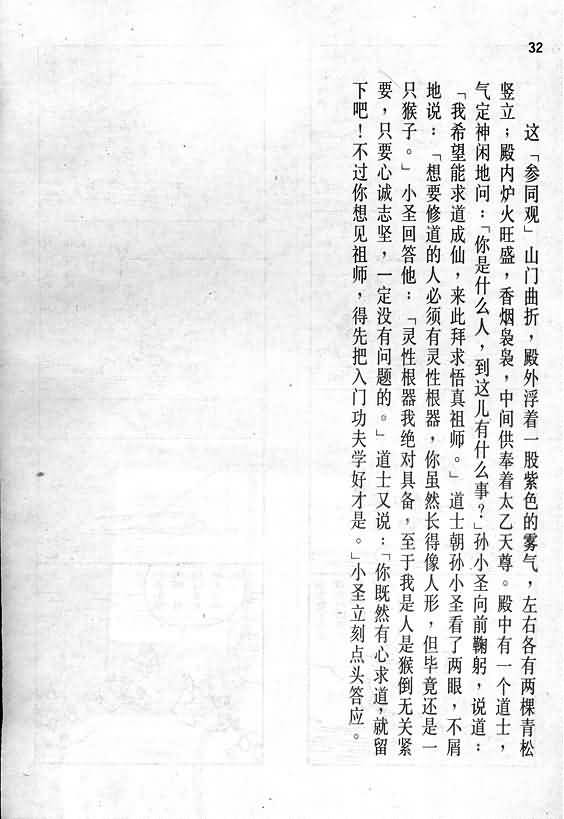 32
这「参同观」山门曲折，殿外浮着一股紫色的雾气，左右各有两棵青松
竖立；殿内炉火旺盛，香烟袅袅，中间供奉着太乙天尊。殿中有一个道士，
气定神闲地问：「你是什么人，到这儿有什么事？」孙小圣向前鞠躬，说道：
「我希望能求道成仙，来此拜求悟真祖师。」道士朝孙小圣看了两眼，不屑
地说：「想要修道的人必须有灵性根器，你虽然长得像人形，但毕竟还是一
只猴子。」小圣回答他：「灵性根器我绝对具备，至于我是人是猴倒无关紧
要，只要心诚志坚，一定没有问题的。」道士又说：「你既然有心求道，就留
下吧！不过你想见祖师，得先把入门功夫学好才是。」小圣立刻点头答应。